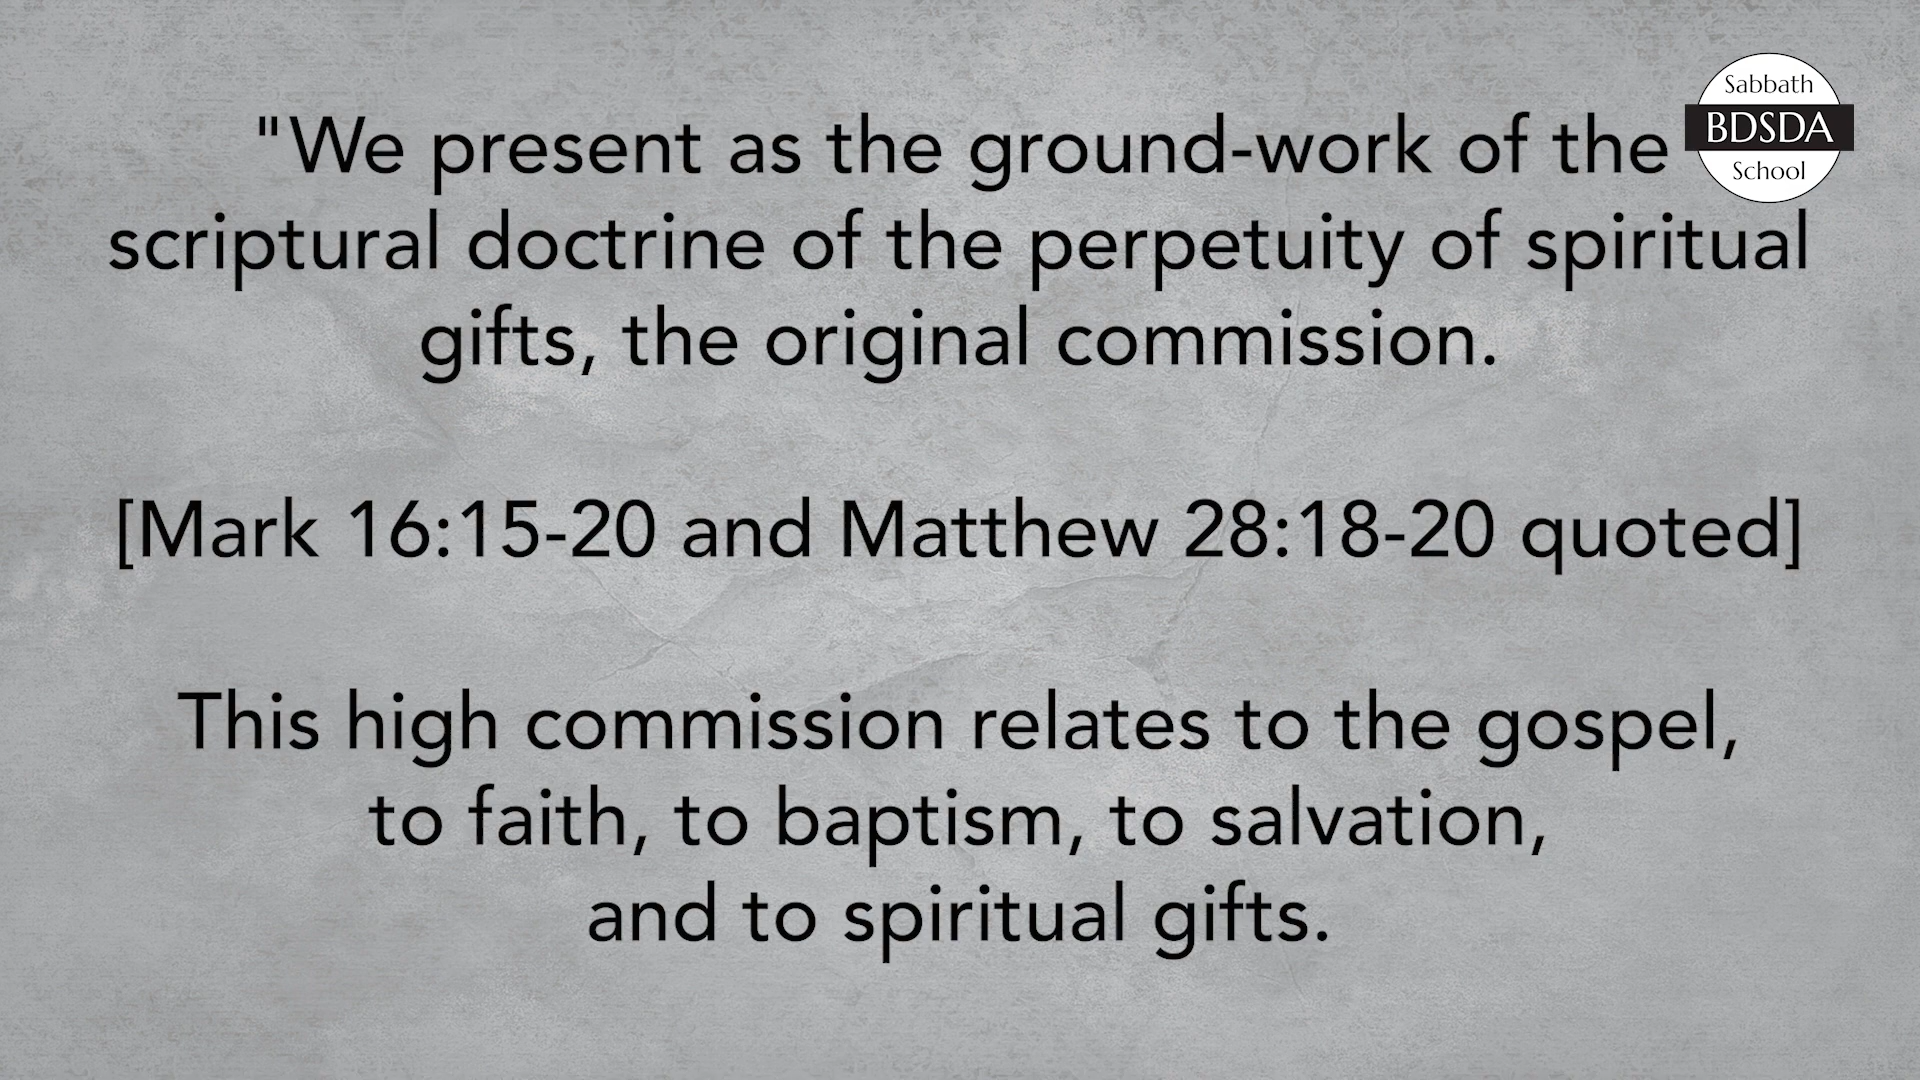 "We present as the ground-work of the
scriptural doctrine of the perpetuity of spiritual
gifts, the original commission.
[Mark 16:15-20 and Matthew 28:18-20 quoted]
This high commission relates to the gospel,
to faith, to baptism, to salvation,
and to spiritual gifts.
Sabbath
BDSDA
School